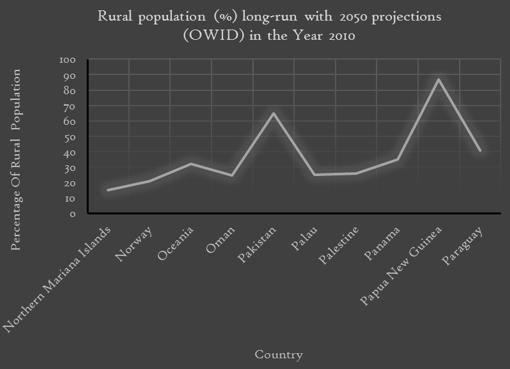 Rural population (%) long-run with 2050 projections
(OWID) in the Year 2010
Percentage Of Rural Population
100
90
80
70
60
50
40
30
20
10
0
Northern Mariana Islands
Norway
Oceania
Oman
Pakistan
Palau
Palestine
Panama
Papua New Guinea
Paraguay
Country